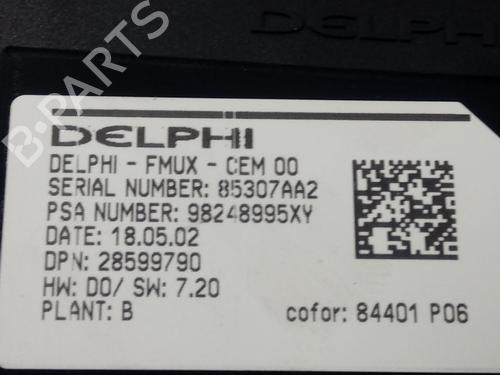 DELPHI
DELPHI
DELPHI - FMUX - CEM 00
SERIAL NUMBER: 85307AA2
PSA NUMBER: 98248995XY
DATE: 18.05.02
DPN: 28599790
HW: D0/ SW: 7.20
PLANT: B
cofor: 84401 P06
B-PARTS